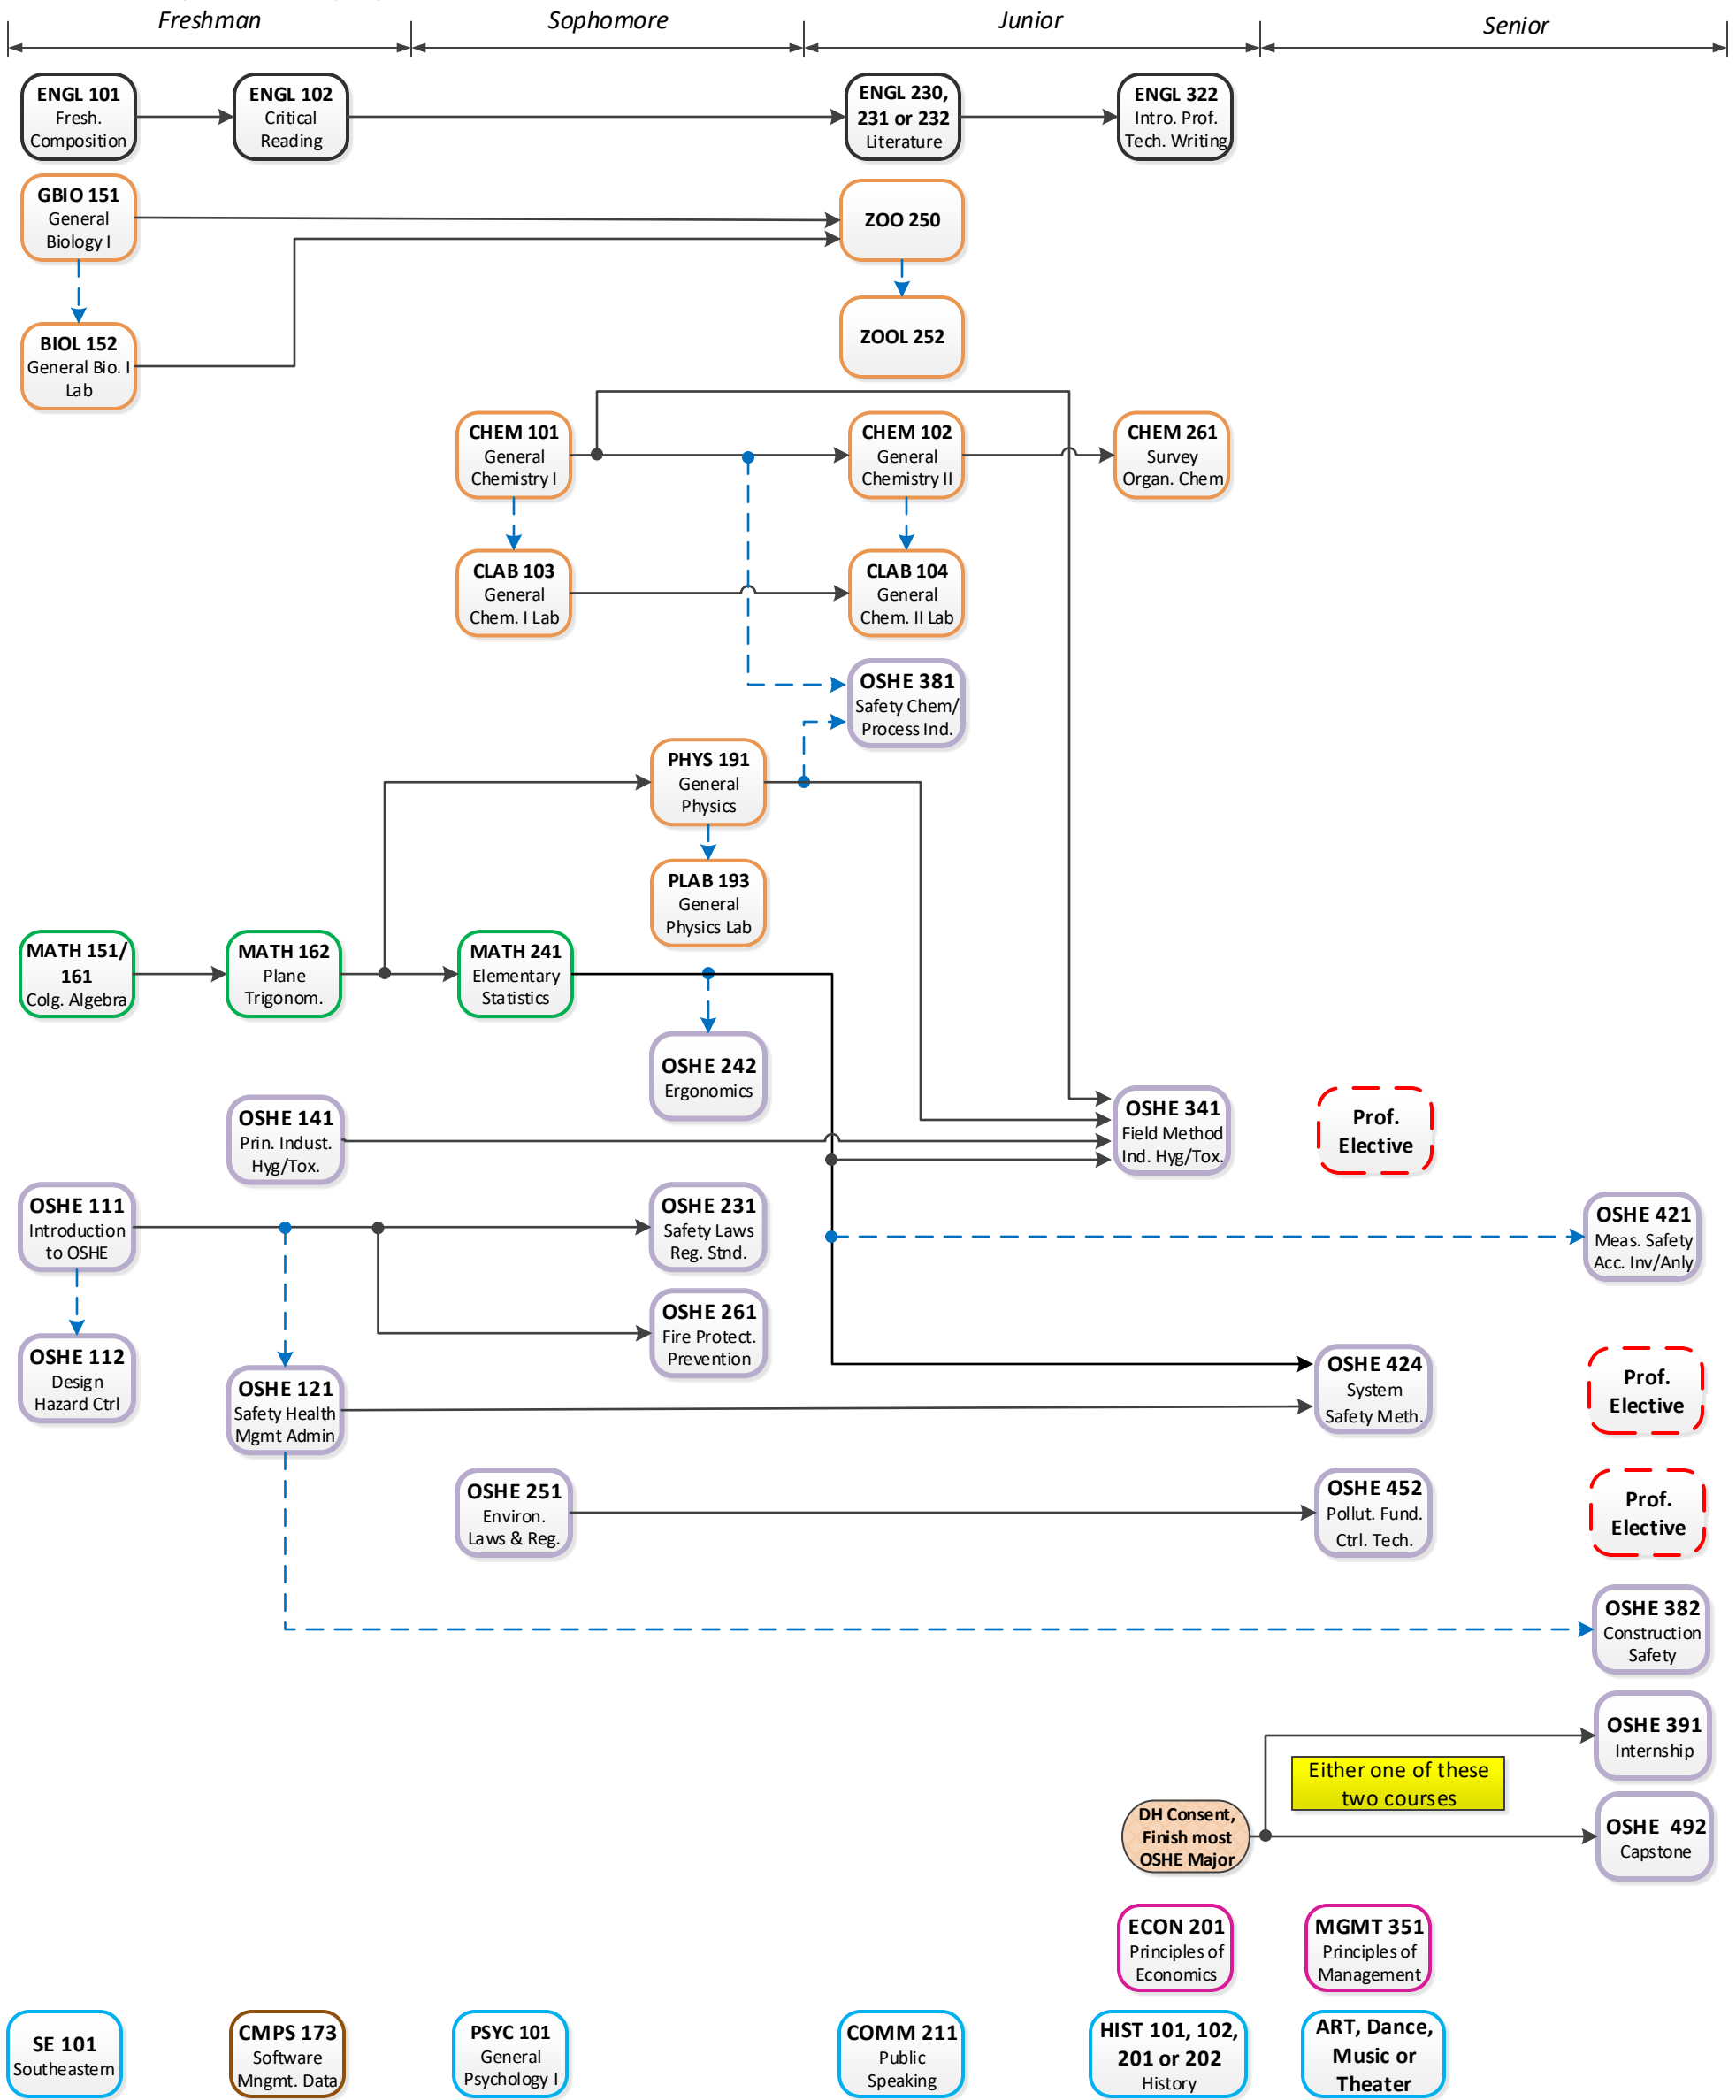 Freshman
Sophomore
Junior
Senior
ENGL 101
Fresh.
Composition
ENGL 102
Critical
Reading
ENGL 230,
231 or 232
Literature
ENGL 322
Intro. Prof.
Tech. Writing
GBIO 151
General
Biology I
ZOO 250
BIOL 152
General Bio. I
Lab
ZOOL 252
CHEM 101
General
Chemistry I
CHEM 102
General
Chemistry II
CHEM 261
Survey
Organ. Chem
CLAB 103
General
Chem. I Lab
CLAB 104
General
Chem. II Lab
OSHE 381
Safety Chem/
Process Ind.
PHYS 191
General
Physics
PLAB 193
General
Physics Lab
MATH 151/
161
Colg. Algebra
MATH 162
Plane
Trigonom.
MATH 241
Elementary
Statistics
OSHE 242
Ergonomics
OSHE 141
Prin. Indust.
Hyg/Tox.
OSHE 341
Field Method
Ind. Hyg/Tox.
Prof.
Elective
OSHE 111
Introduction
to OSHE
OSHE 231
Safety Laws
Reg. Stnd.
OSHE 421
Meas. Safety
Acc. Inv/Anly
OSHE 261
Fire Protect.
Prevention
OSHE 112
Design
Hazard Ctrl
OSHE 121
Safety Health
Mgmt Admin
OSHE 424
System
Safety Meth.
Prof.
Elective
OSHE 251
Environ.
Laws & Reg.
OSHE 452
Pollut. Fund.
Ctrl. Tech.
Prof.
Elective
OSHE 382
Construction
Safety
OSHE 391
Internship
Either one of these
two courses
DH Consent,
Finish most
OSHE Major
OSHE 492
Capstone
ECON 201
Principles of
Economics
MGMT 351
Principles of
Management
SE 101
Southeastern
CMPS 173
Software
Mngmt. Data
PSYC 101
General
Psychology I
COMM 211
Public
Speaking
HIST 101, 102,
201 or 202
History
ART, Dance,
Music or
Theater